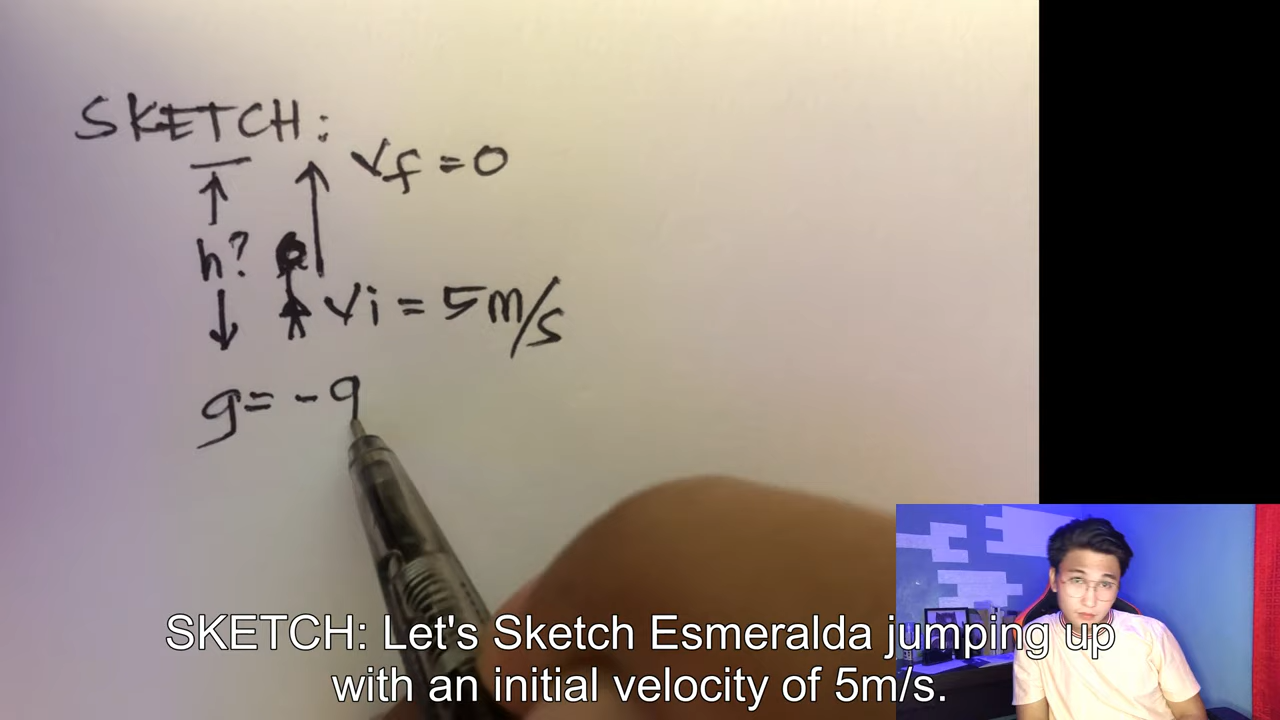 SKETCH:
Vf = 0
h?
Vi = 5m/s
g = -9
SKETCH: Let's Sketch Esmeralda jumping up
with an initial velocity of 5m/s.